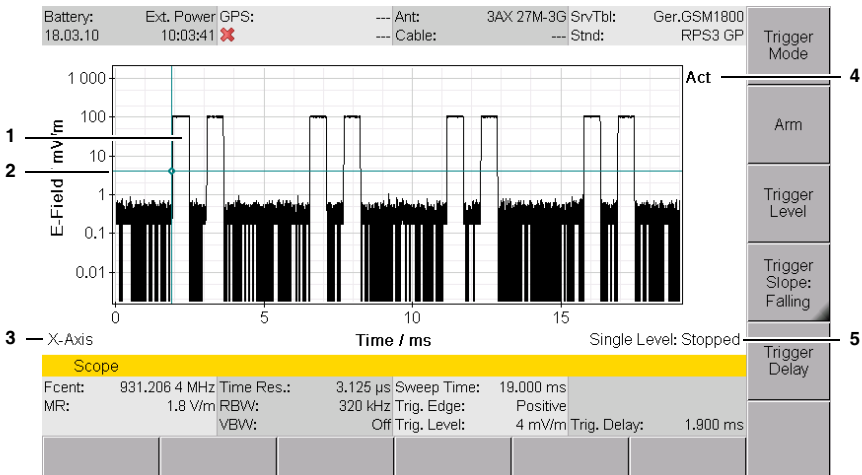 Battery: Ext. Power GPS: --- Ant: 3AX 27M-3G SrvTbl: Ger.GSM1800
18.03.10 10:03:41 --- Cable: --- Stnd: RPS3 GP
Trigger
Mode
Arm
Trigger
Level
Trigger
Slope:
Falling
Trigger
Delay
Act
4
1 000
100
10
1
0.1
0.01
E-Field / mV/m
1
2
0
5
10
15
3
X-Axis
Time / ms
Single Level: Stopped
5
Scope
Fcent: 931.206 4 MHz Time Res.: 3.125 µs Sweep Time: 19.000 ms
MR: 1.8 V/m RBW: 320 kHz Trig. Edge: Positive
VBW: Off Trig. Level: 4 mV/m Trig. Delay: 1.900 ms